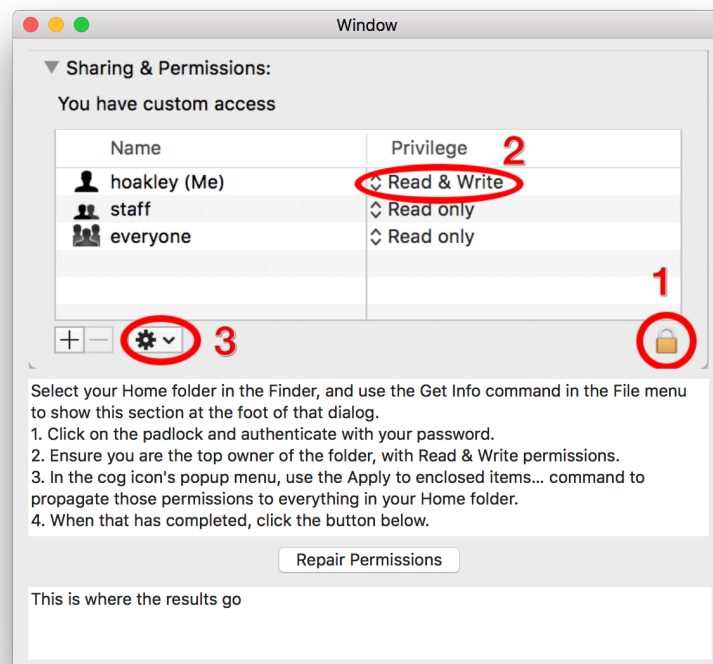 Window
Sharing & Permissions:
You have custom access
Name Privilege 2
hoakley (Me) Read & Write
staff Read only
everyone Read only
1
3
Select your Home folder in the Finder, and use the Get Info command in the File menu
to show this section at the foot of that dialog.
1. Click on the padlock and authenticate with your password.
2. Ensure you are the top owner of the folder, with Read & Write permissions.
3. In the cog icon's popup menu, use the Apply to enclosed items... command to
propagate those permissions to everything in your Home folder.
4. When that has completed, click the button below.
Repair Permissions
This is where the results go